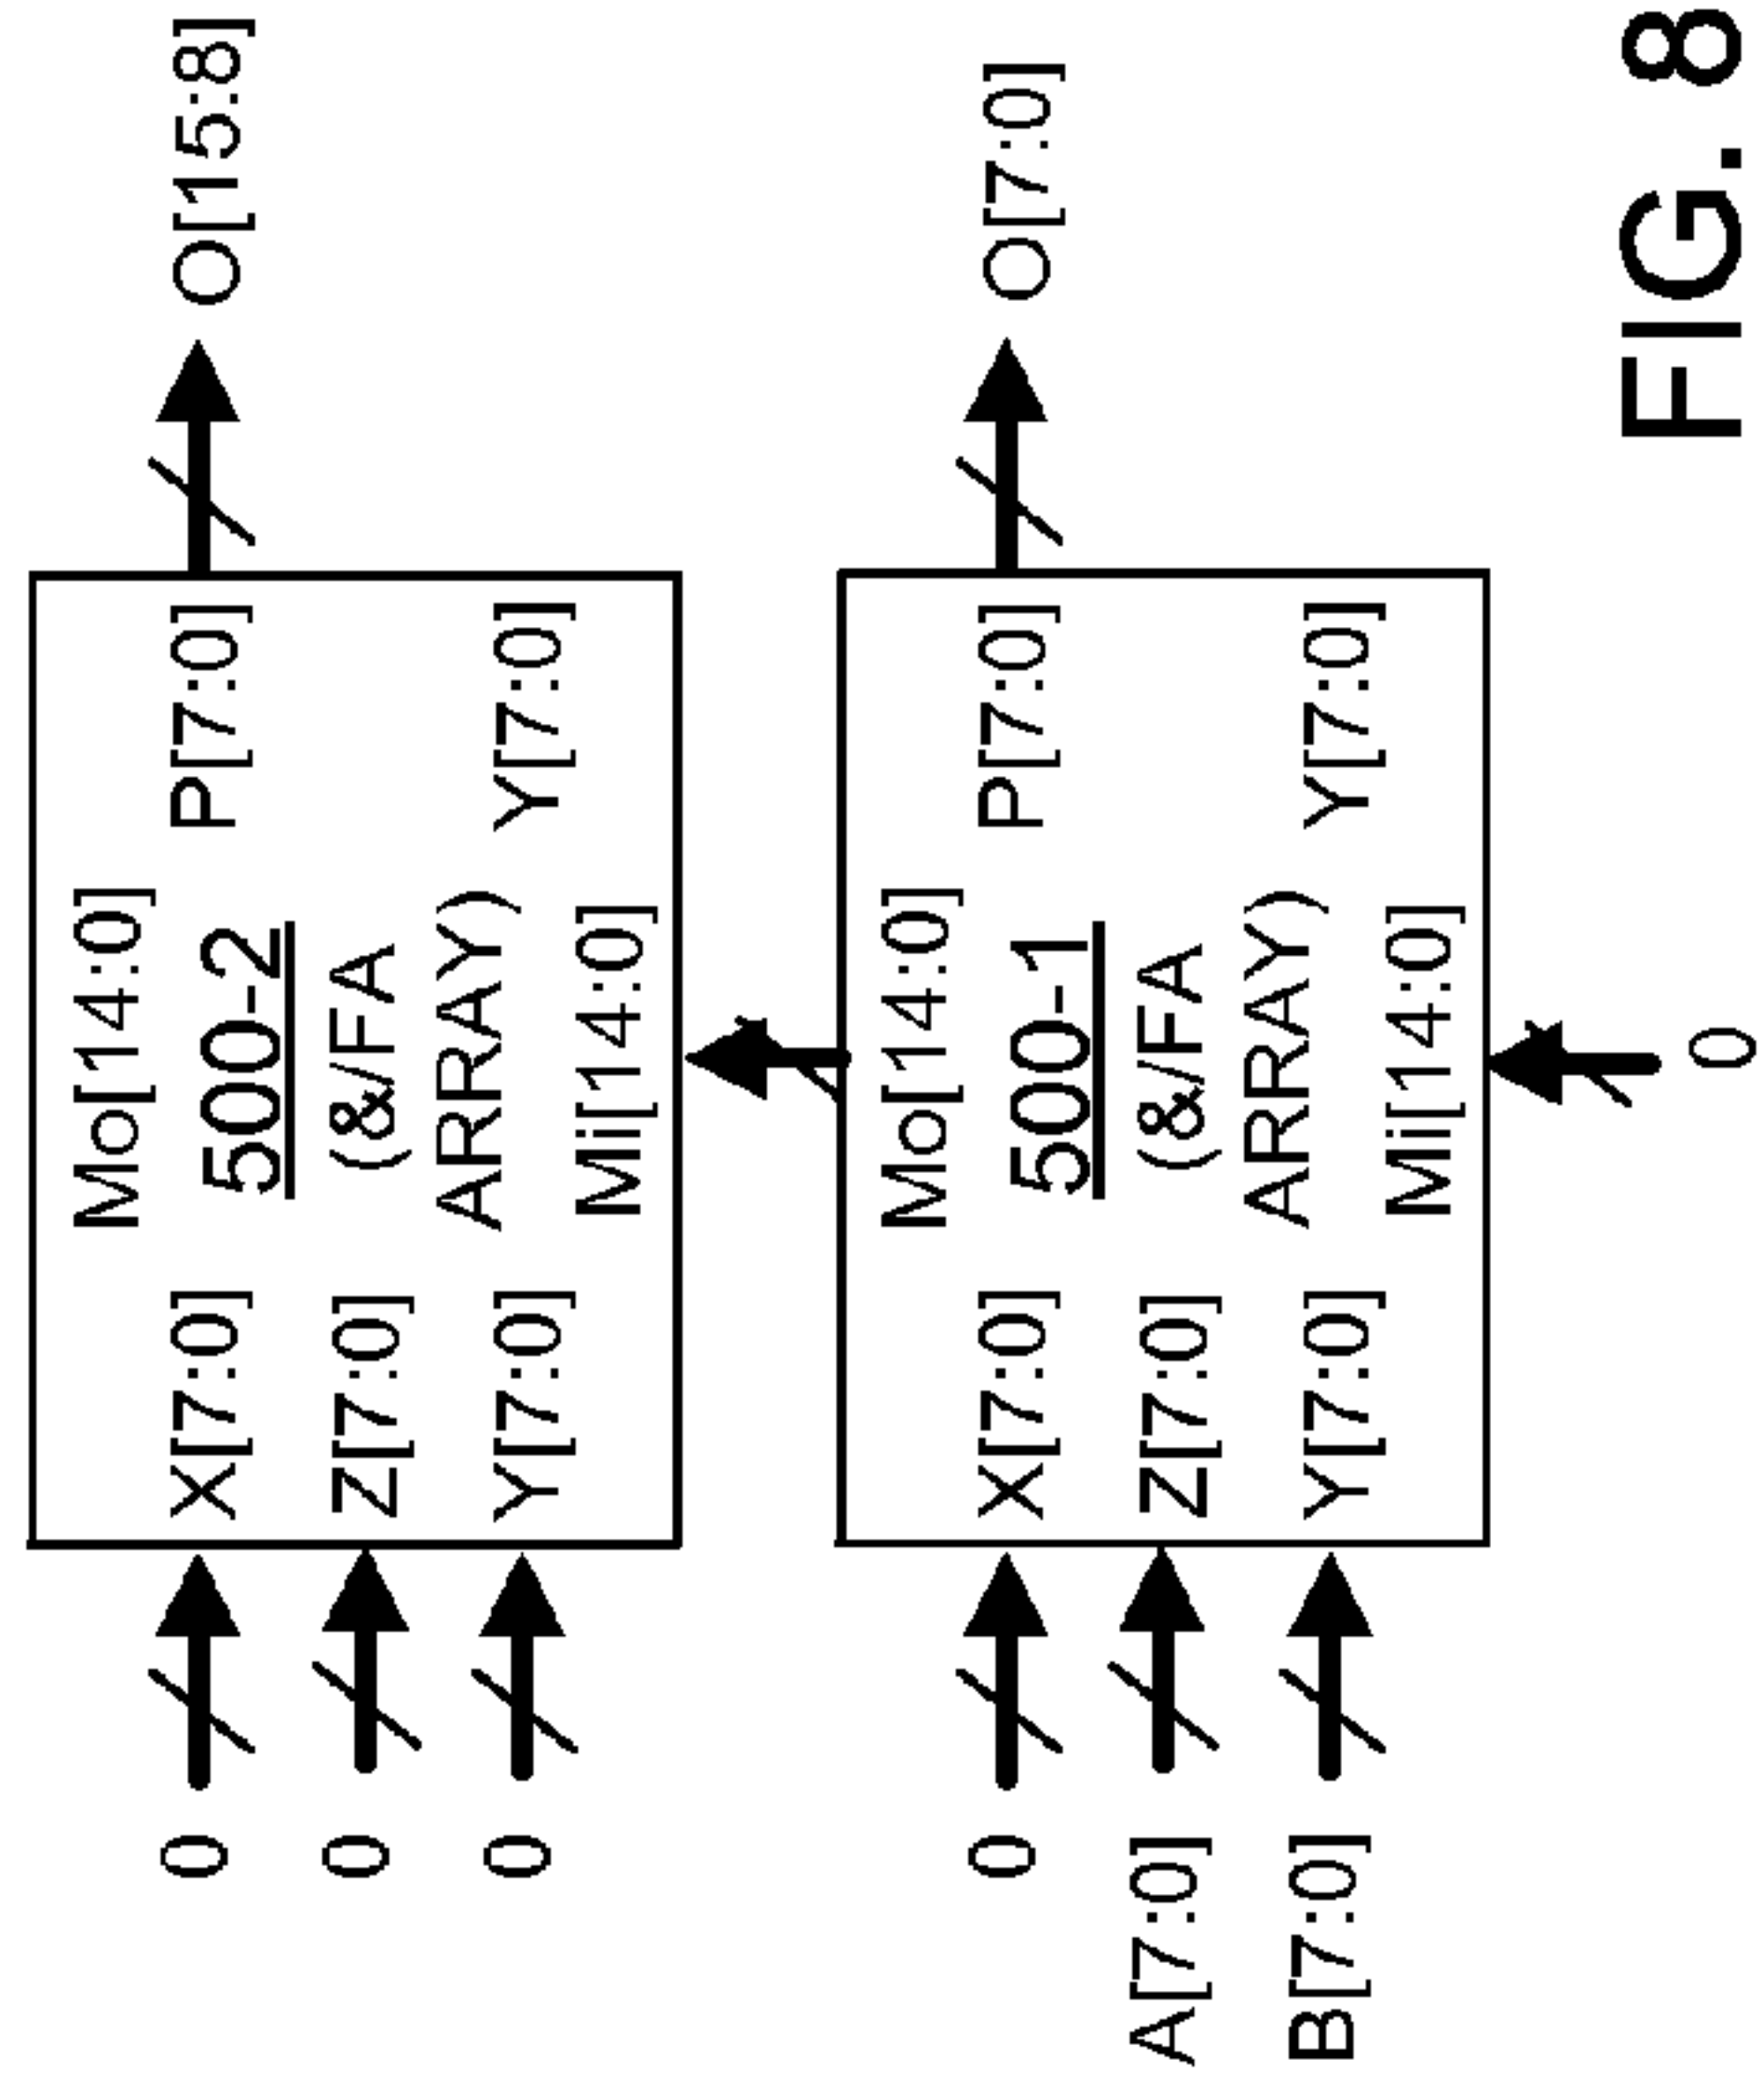 Mo[14:0]
0 X[7:0] 500-2 P[7:0] O[15:8]
0 Z[7:0] (&/FA
ARRAY)
0 Y[7:0] Y[7:0]
Mi[14:0]
Mo[14:0]
0 X[7:0] 500-1 P[7:0] O[7:0]
A[7:0] Z[7:0] (&/FA
ARRAY)
B[7:0] Y[7:0] Y[7:0]
Mi[14:0]
0
FIG. 8